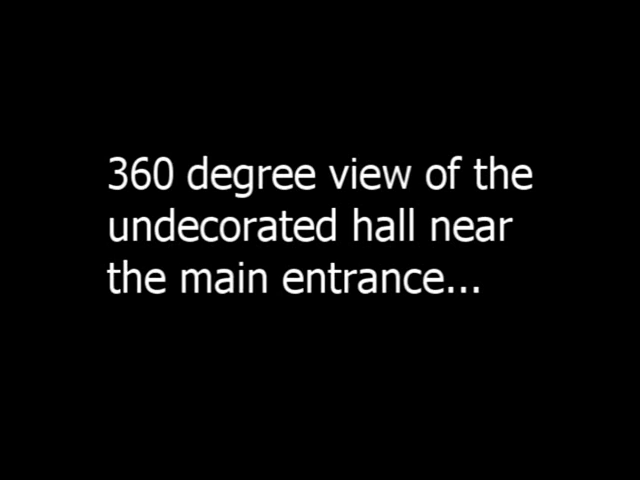 360 degree view of the
undecorated hall near
the main entrance...